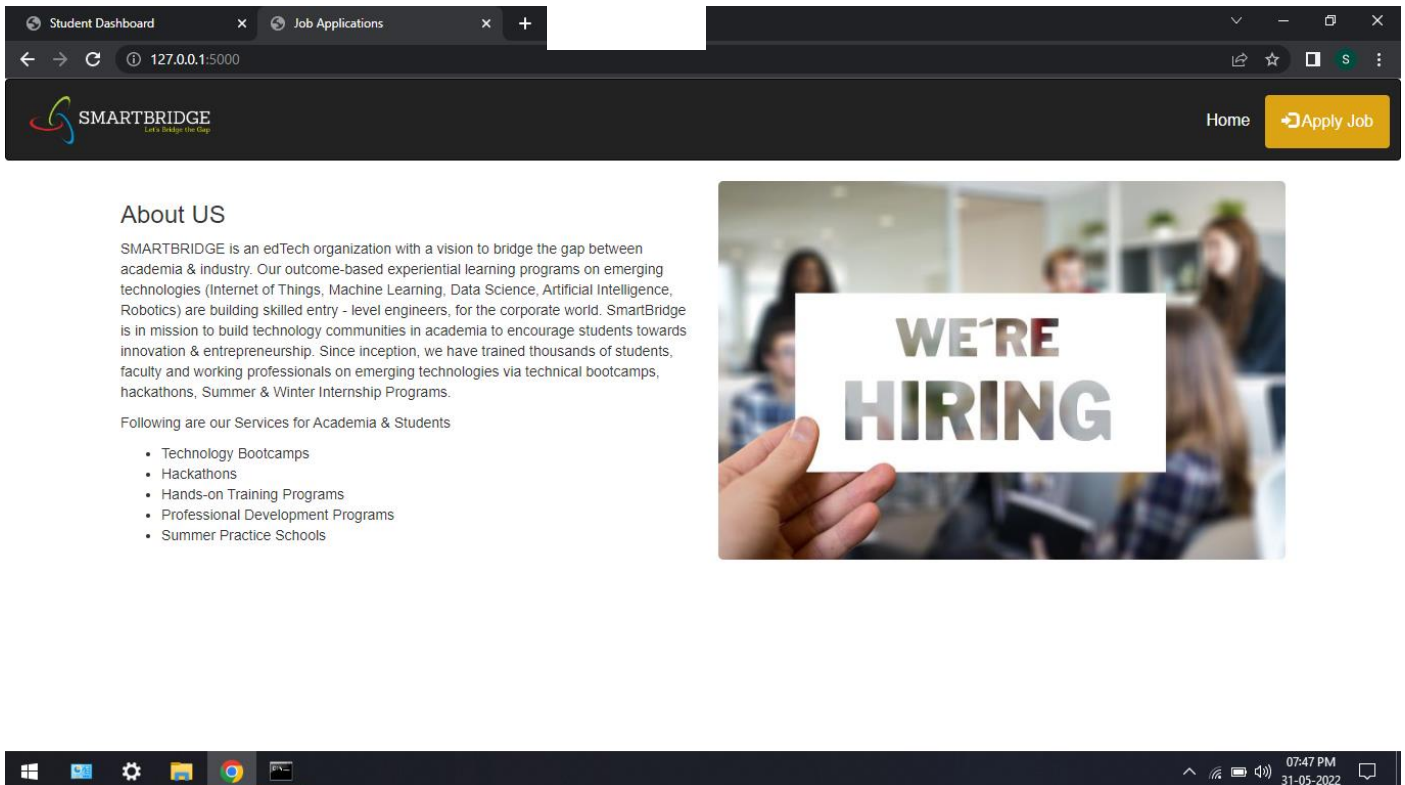 Student Dashboard
Job Applications
127.0.0.1:5000
S
SMARTBRIDGE
Let's Bridge the Gap
Home
Apply Job
About US
SMARTBRIDGE is an edTech organization with a vision to bridge the gap between
academia & industry. Our outcome-based experiential learning programs on emerging
technologies (Internet of Things, Machine Learning, Data Science, Artificial Intelligence,
Robotics) are building skilled entry - level engineers, for the corporate world. SmartBridge
is in mission to build technology communities in academia to encourage students towards
innovation & entrepreneurship. Since inception, we have trained thousands of students,
faculty and working professionals on emerging technologies via technical bootcamps,
hackathons, Summer & Winter Internship Programs.
Following are our Services for Academia & Students
• Technology Bootcamps
• Hackathons
• Hands-on Training Programs
• Professional Development Programs
• Summer Practice Schools
WE´RE
HIRING
07:47 PM
31-05-2022